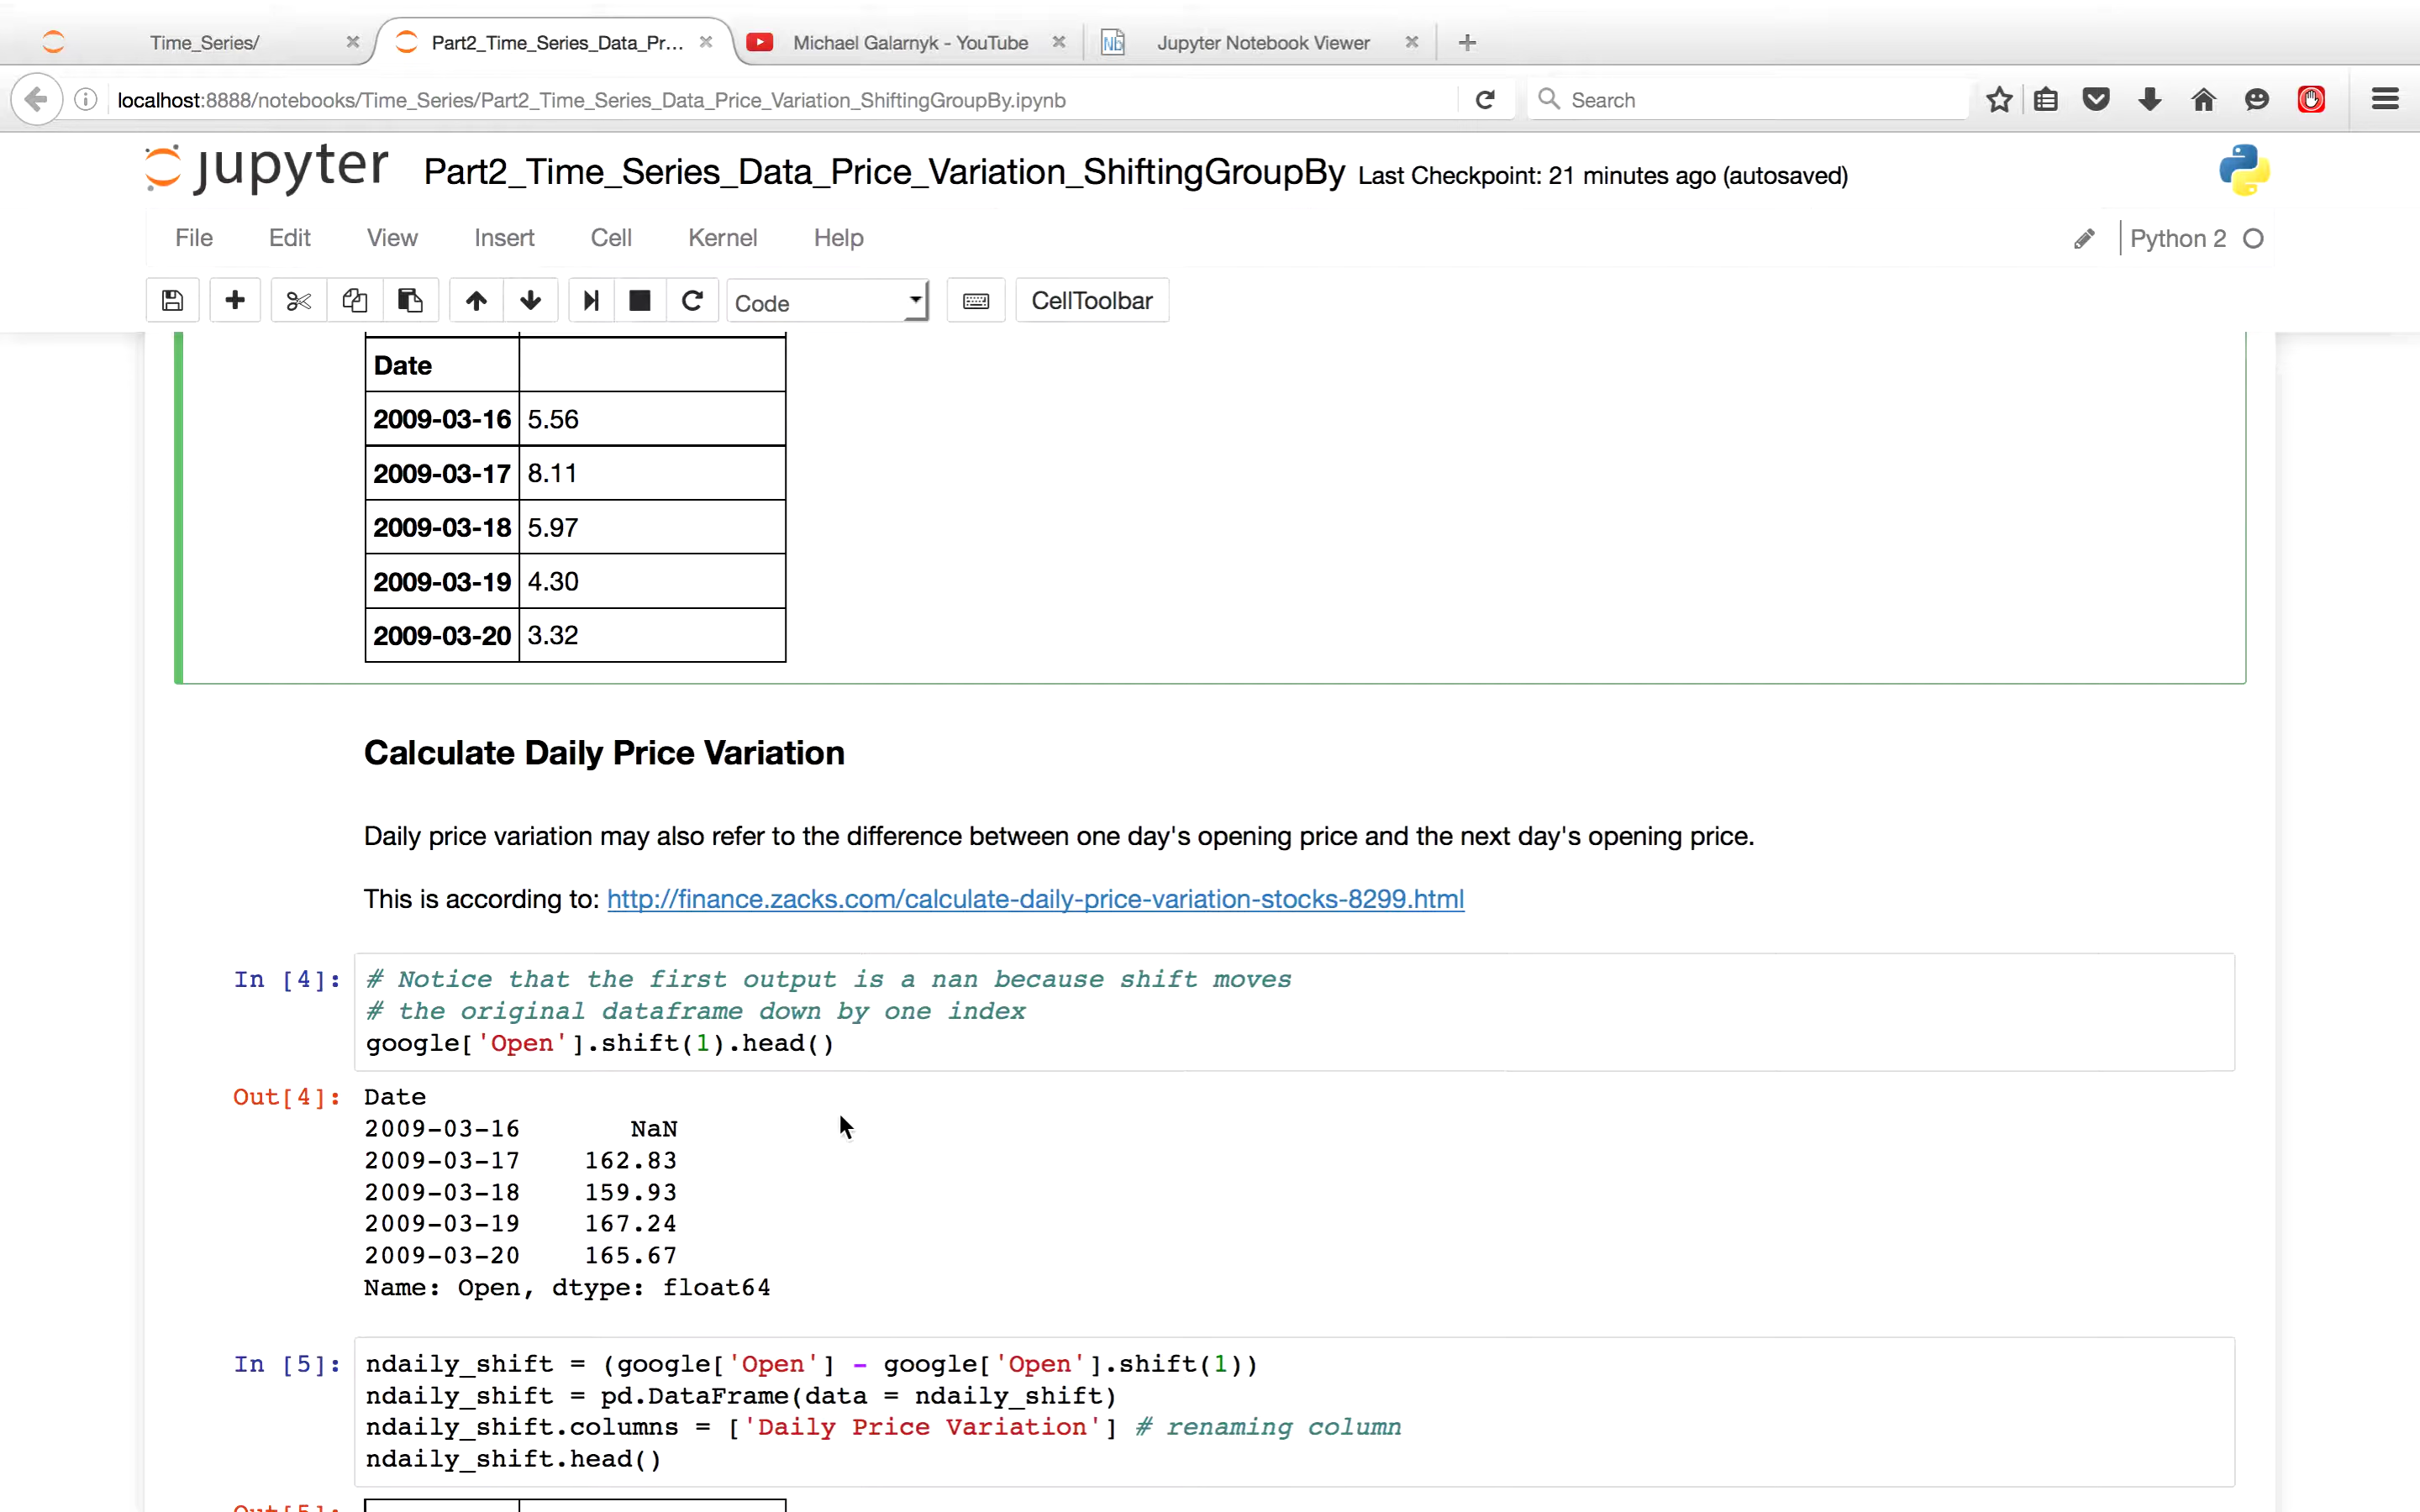 Time_Series/
Part2_Time_Series_Data_Pr...
Michael Galarnyk - YouTube
Nb
Jupyter Notebook Viewer
localhost:8888/notebooks/Time_Series/Part2_Time_Series_Data_Price_Variation_ShiftingGroupBy.ipynb
Search
jupyter Part2_Time_Series_Data_Price_Variation_ShiftingGroupBy Last Checkpoint: 21 minutes ago (autosaved)
File Edit View Insert Cell Kernel Help
Python 2
Code
CellToolbar
Date
2009-03-16 5.56
2009-03-17 8.11
2009-03-18 5.97
2009-03-19 4.30
2009-03-20 3.32
Calculate Daily Price Variation
Daily price variation may also refer to the difference between one day's opening price and the next day's opening price.
This is according to: http://finance.zacks.com/calculate-daily-price-variation-stocks-8299.html
In [4]: # Notice that the first output is a nan because shift moves
# the original dataframe down by one index
google['Open'].shift(1).head()
Out[4]: Date
2009-03-16 NaN
2009-03-17 162.83
2009-03-18 159.93
2009-03-19 167.24
2009-03-20 165.67
Name: Open, dtype: float64
In [5]: ndaily_shift = (google['Open'] - google['Open'].shift(1))
ndaily_shift = pd.DataFrame(data = ndaily_shift)
ndaily_shift.columns = ['Daily Price Variation'] # renaming column
ndaily_shift.head()
Out[5]: